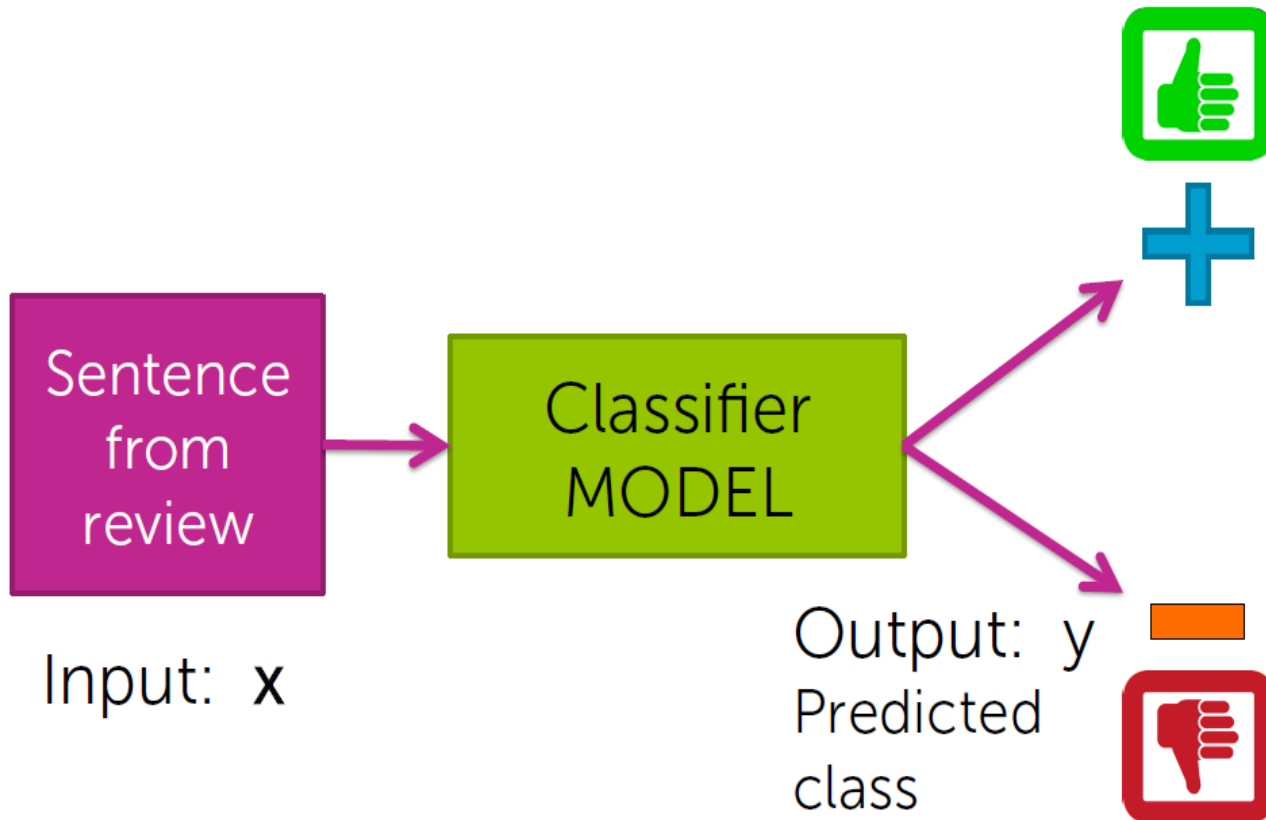 Sentence
from
review
Classifier
MODEL
Input: x
Output: y
Predicted
class